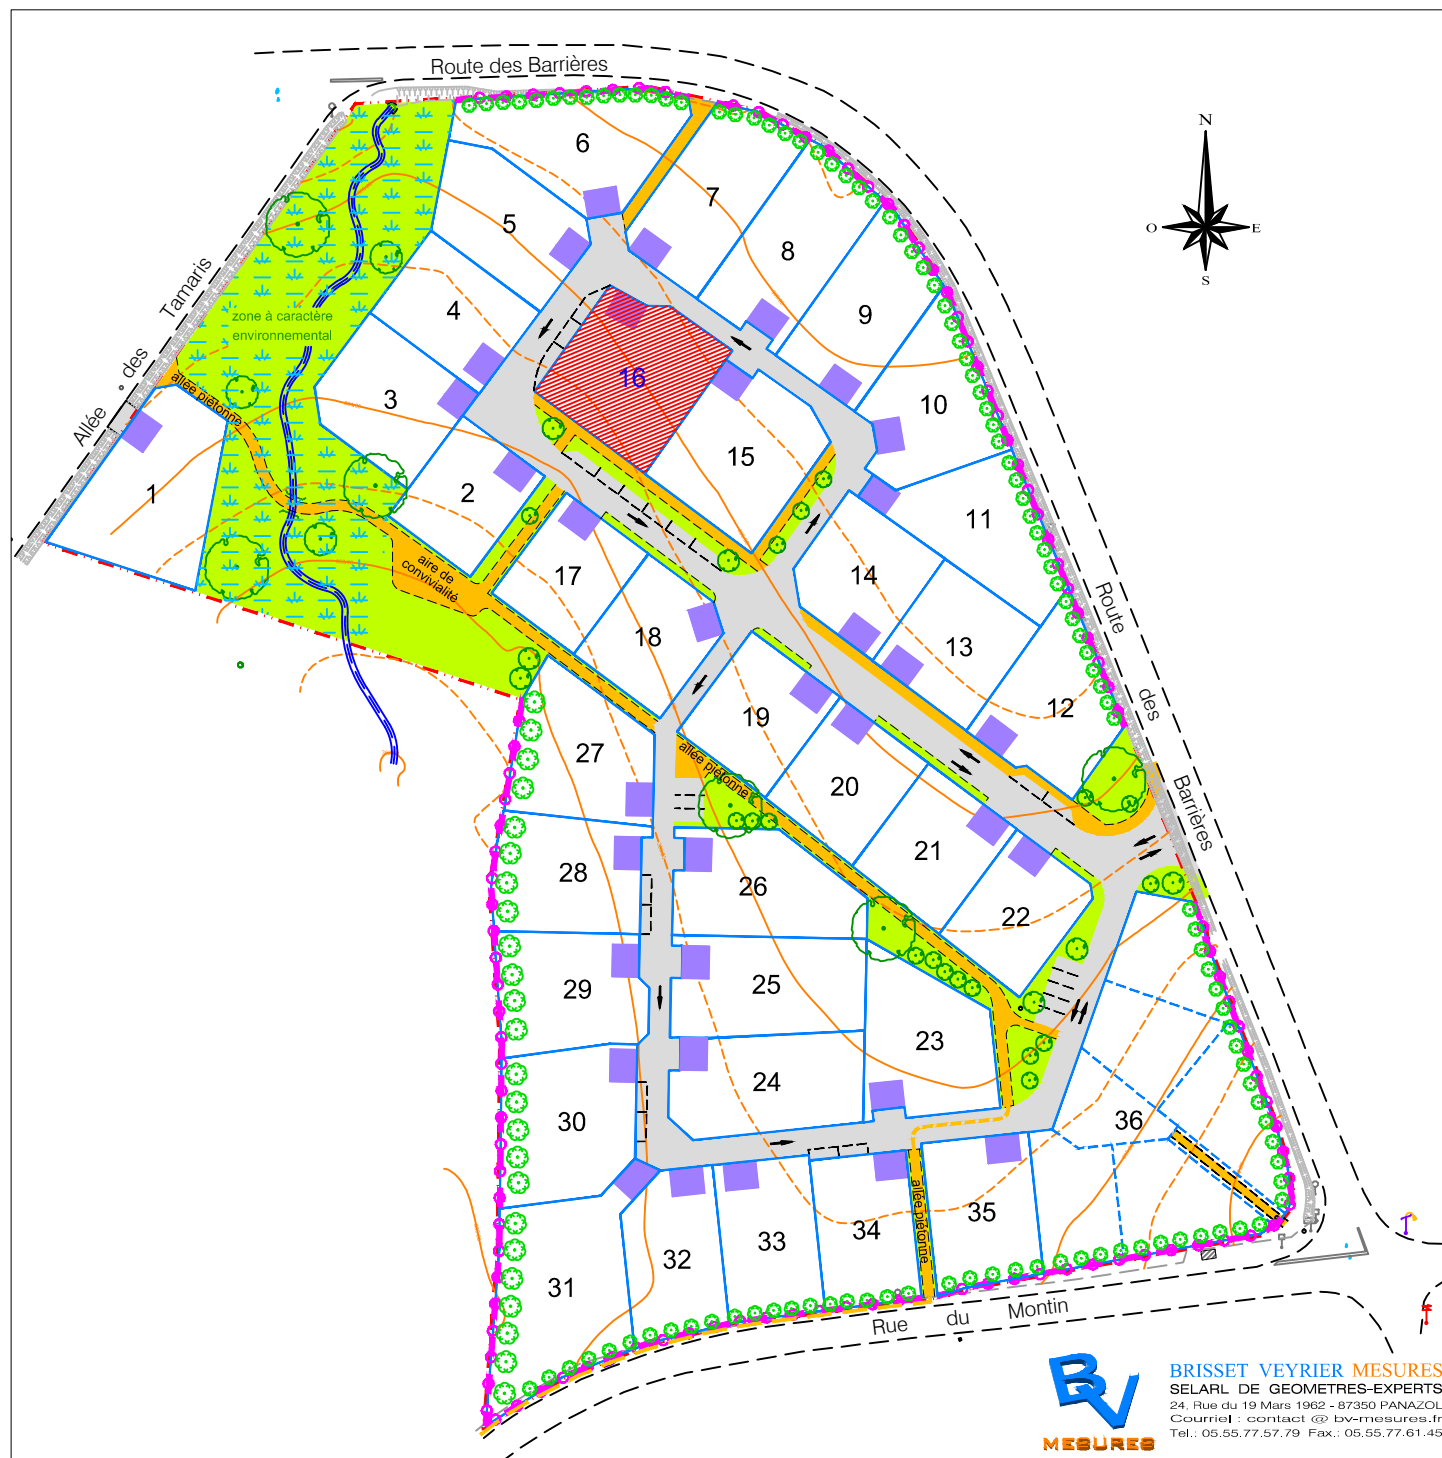 Route des Barrières
N
O
E
S
6
7
5
8
Allée des Tamaris
zone à caractère
environnemental
4
9
3
16
10
allée piétonne
15
1
2
11
aire de
convivialité
17
14
Route des Barrières
18
13
19
12
27
allée piétonne
20
21
28
26
22
29
25
23
24
30
36
allée piétonne
35
34
33
32
31
Rue du Montin
BV
MESURES
BRISSET VEYRIER MESURES
SELARL DE GEOMETRES-EXPERTS
24, Rue du 19 Mars 1962 - 87350 PANAZOL
Courriel : contact @ bv-mesures.fr
Tel.: 05.55.77.57.79 Fax.: 05.55.77.61.45